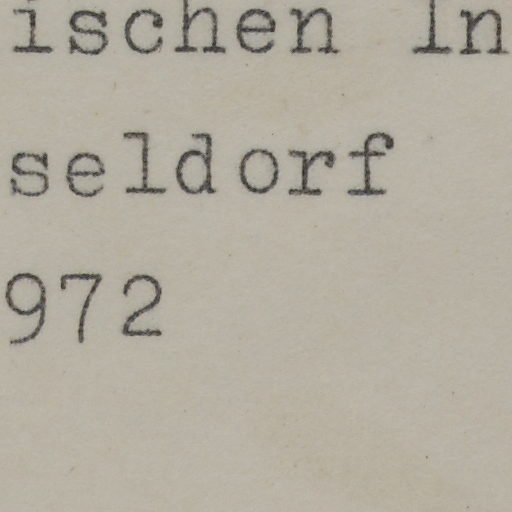 ischen In
seldorf
972